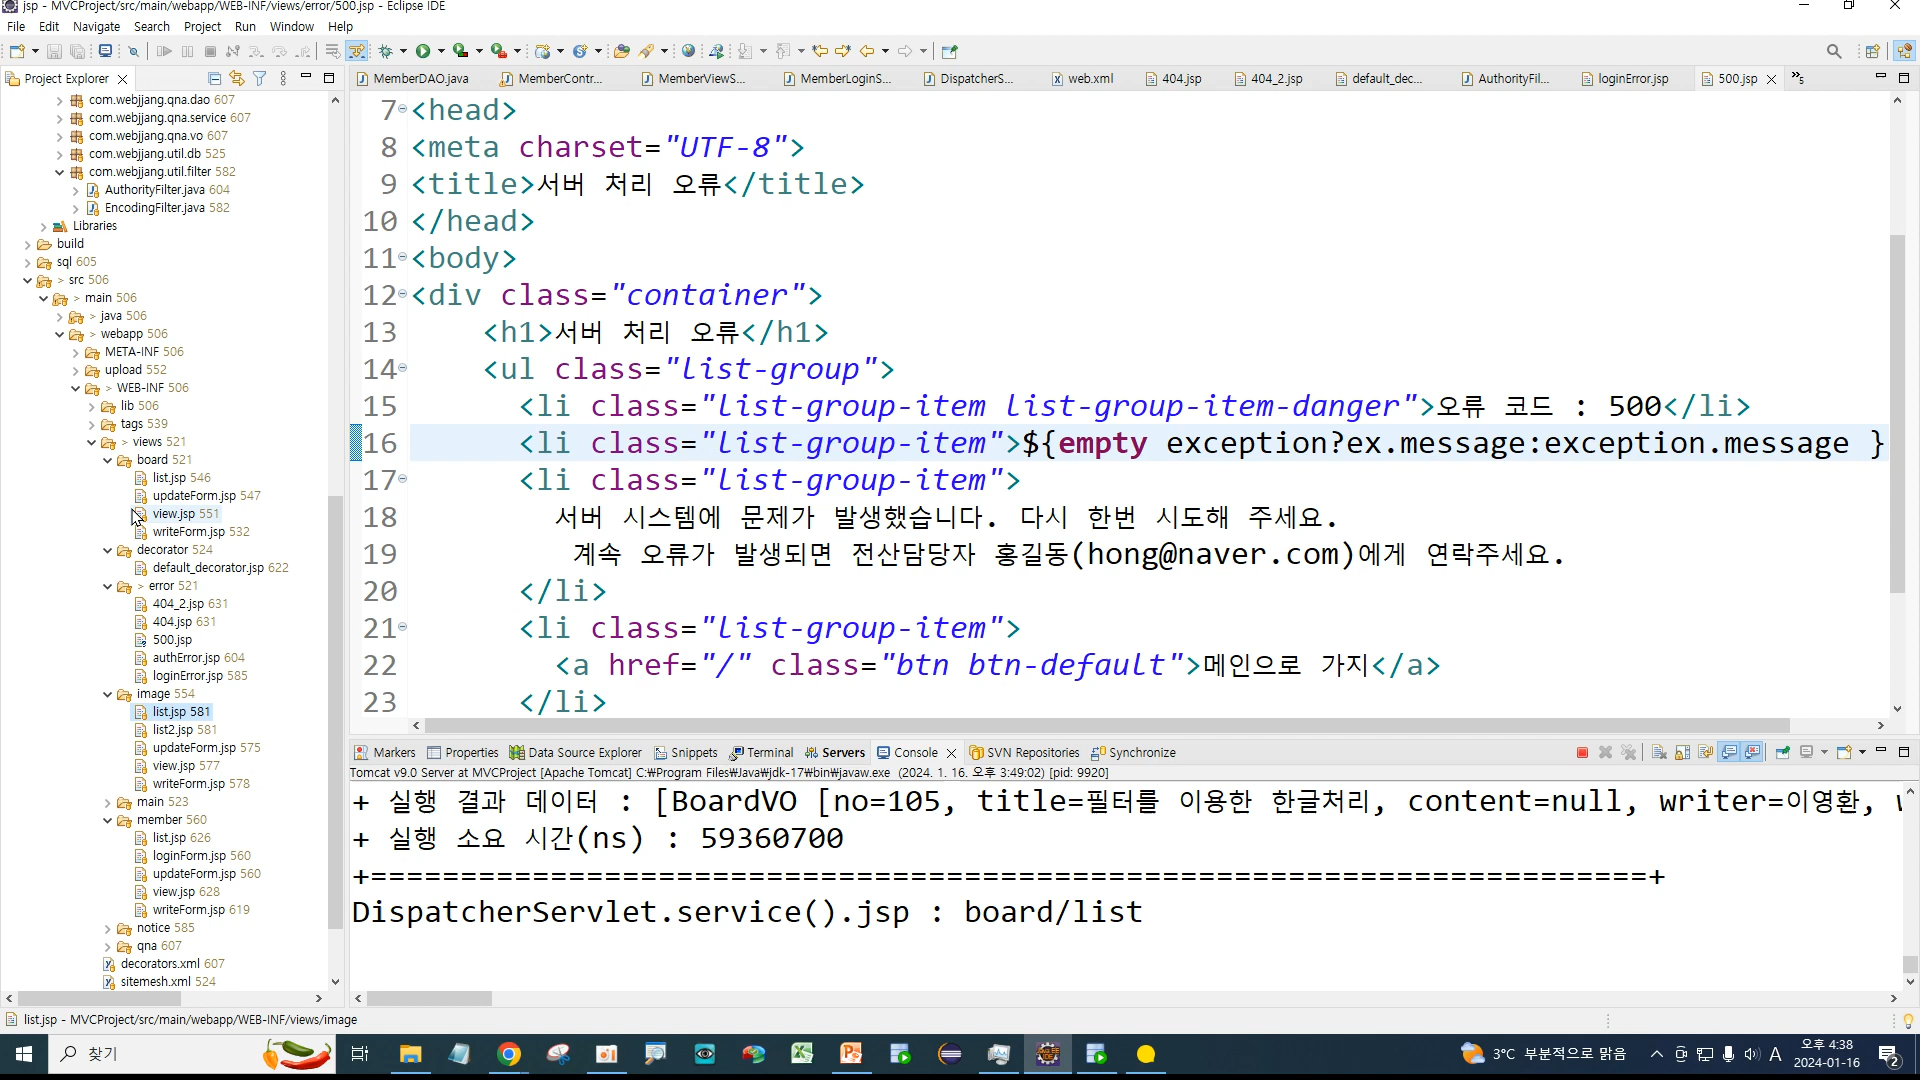 jsp - MVCProject/src/main/webapp/WEB-INF/views/error/500.jsp - Eclipse IDE
File Edit Navigate Search Project Run Window Help
Project Explorer
MemberDAO.java MemberContr... MemberViewS... MemberLoginS... DispatcherS... web.xml 404.jsp 404_2.jsp default_dec... AuthorityFil... loginError.jsp 500.jsp »5
com.webjjang.qna.dao 607
com.webjjang.qna.service 607
com.webjjang.qna.vo 607
com.webjjang.util.db 525
com.webjjang.util.filter 582
AuthorityFilter.java 604
EncodingFilter.java 582
Libraries
build
sql 605
> src 506
> main 506
> java 506
> webapp 506
META-INF 506
upload 552
> WEB-INF 506
lib 506
tags 539
> views 521
board 521
list.jsp 546
updateForm.jsp 547
view.jsp 551
writeForm.jsp 532
decorator 524
default_decorator.jsp 622
> error 521
404_2.jsp 631
404.jsp 631
500.jsp
authError.jsp 604
loginError.jsp 585
image 554
list.jsp 581
list2.jsp 581
updateForm.jsp 575
view.jsp 577
writeForm.jsp 578
main 523
member 560
list.jsp 626
loginForm.jsp 560
updateForm.jsp 560
view.jsp 628
writeForm.jsp 619
notice 585
qna 607
decorators.xml 607
sitemesh.xml 524
7 <head>
8 <meta charset="UTF-8">
9 <title>서버 처리 오류</title>
10 </head>
11 <body>
12 <div class="container">
13 <h1>서버 처리 오류</h1>
14 <ul class="list-group">
15 <li class="list-group-item list-group-item-danger">오류 코드 : 500</li>
16 <li class="list-group-item">${empty exception?ex.message:exception.message }
17 <li class="list-group-item">
18 서버 시스템에 문제가 발생했습니다. 다시 한번 시도해 주세요.
19 계속 오류가 발생되면 전산담당자 홍길동(hong@naver.com)에게 연락주세요.
20 </li>
21 <li class="list-group-item">
22 <a href="/" class="btn btn-default">메인으로 가지</a>
23 </li>
Markers Properties Data Source Explorer Snippets Terminal Servers Console SVN Repositories Synchronize
Tomcat v9.0 Server at MVCProject [Apache Tomcat] C:₩Program Files₩Java₩jdk-17₩bin₩javaw.exe (2024. 1. 16. 오후 3:49:02) [pid: 9920]
+ 실행 결과 데이터 : [BoardVO [no=105, title=필터를 이용한 한글처리, content=null, writer=이영환,
+ 실행 소요 시간(ns) : 59360700
+=======================================================================+
DispatcherServlet.service().jsp : board/list
list.jsp - MVCProject/src/main/webapp/WEB-INF/views/image
찾기
3°C 부분적으로 맑음
A
오후 4:38
2024-01-16
2